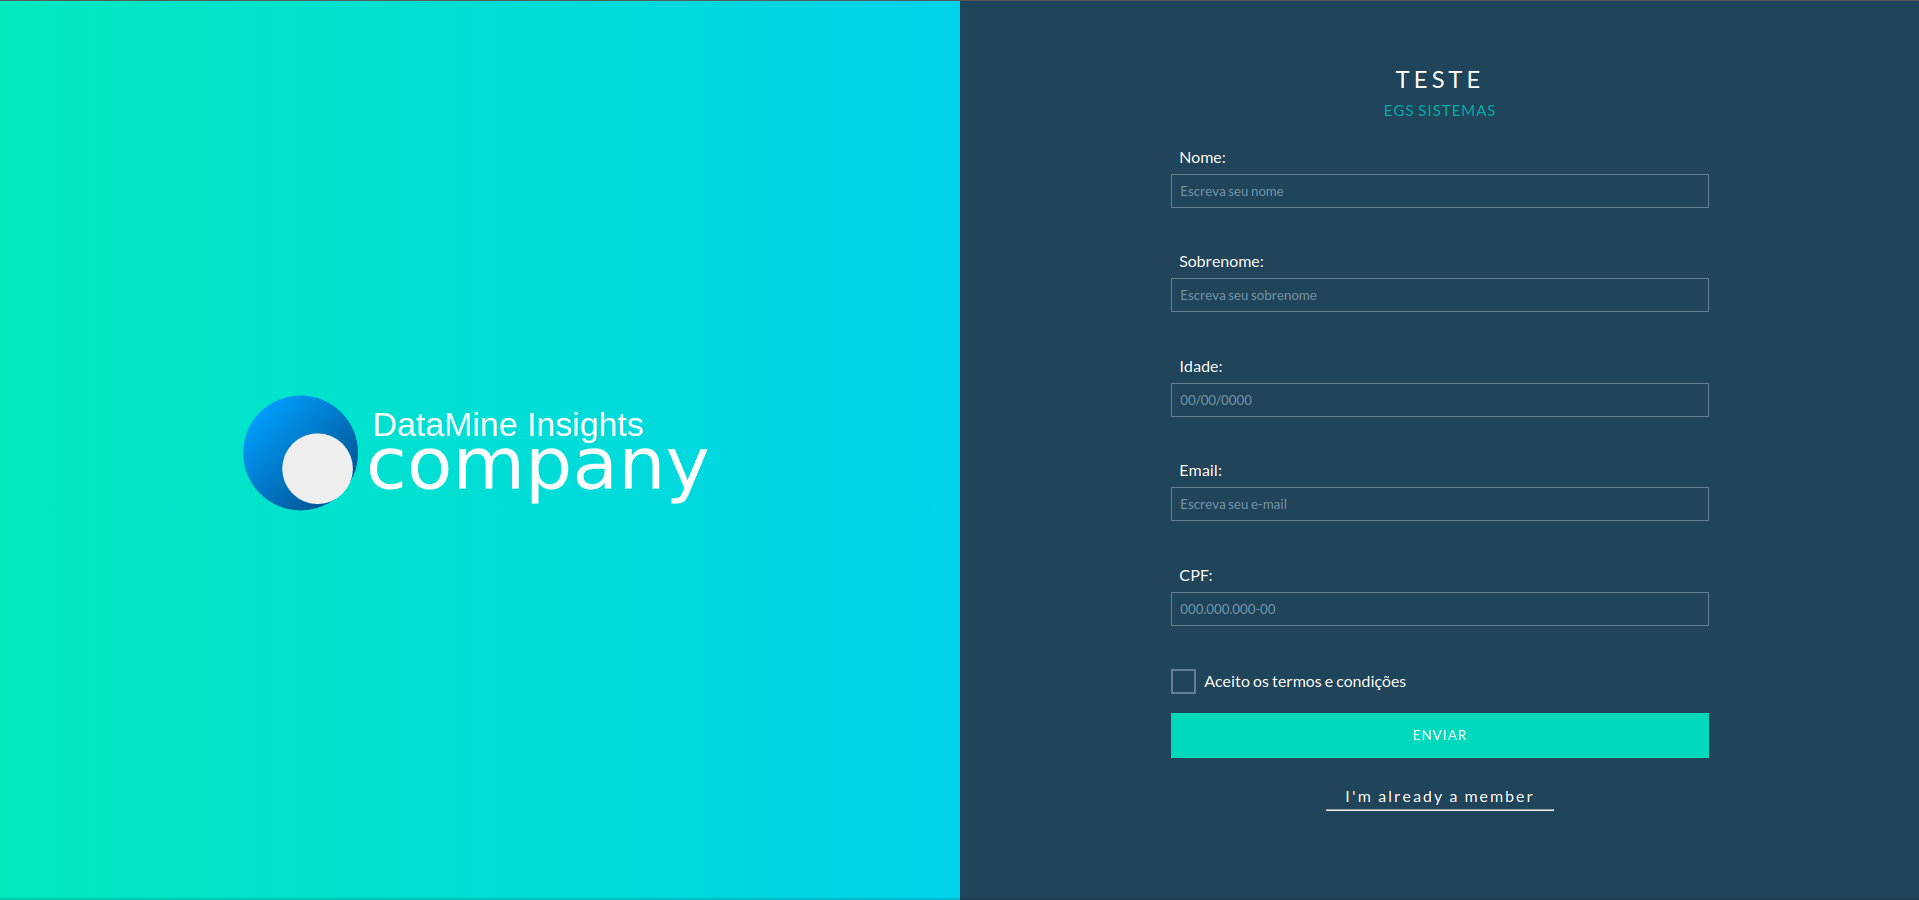 DataMine Insights
company
TESTE
EGS SISTEMAS
Nome:
Escreva seu nome
Sobrenome:
Escreva seu sobrenome
Idade:
00/00/0000
Email:
Escreva seu e-mail
CPF:
000.000.000-00
Aceito os termos e condições
ENVIAR
I'm already a member